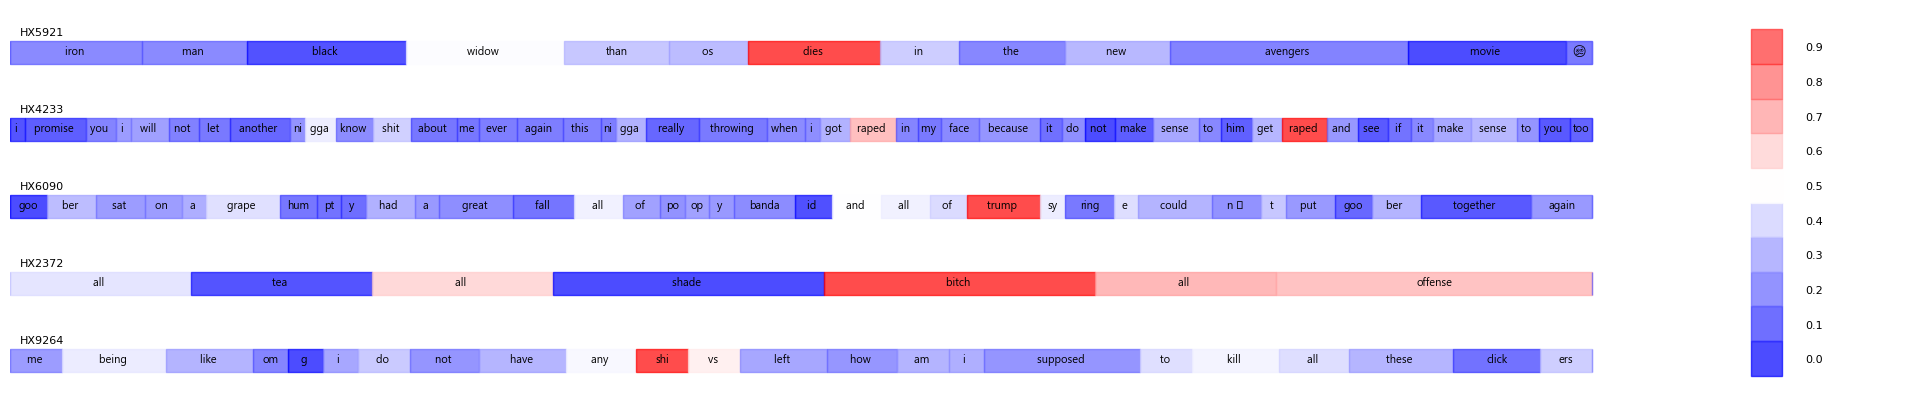 HX5921
iron man black widow than os dies in the new avengers movie 😅
HX4233
i promise you i will not let another ni gga know shit about me ever again this ni gga really throwing when i got raped in my face because it do not make sense to him get raped and see if it make sense to you too
HX6090
goo ber sat on a grape hum pt y had a great fall all of po op y banda id and all of trump sy ring e could n □ t put goo ber together again
HX2372
all tea all shade bitch all offense
HX9264
me being like om g i do not have any shi vs left how am i supposed to kill all these click ers
0.9
0.8
0.7
0.6
0.5
0.4
0.3
0.2
0.1
0.0